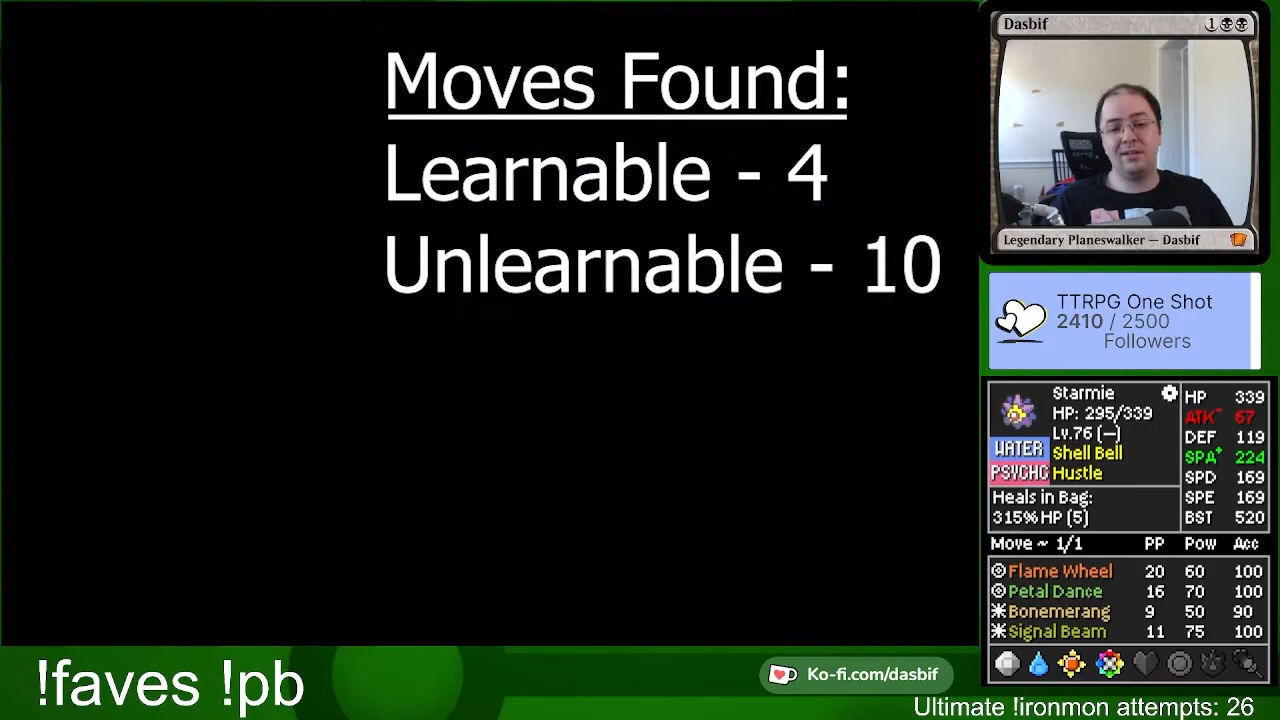 Moves Found:
Learnable - 4
Unlearnable - 10
Dasbif
1
Legendary Planeswalker — Dasbif
TTRPG One Shot
2410 / 2500
Followers
Starmie
HP: 295/339
Lv.76 (—)
Shell Bell
Hustle
WATER
PSYCHC
Heals in Bag:
315% HP (5)
HP 339
ATK- 67
DEF 119
SPA+ 224
SPD 169
SPE 169
BST 520
Move ~ 1/1 PP Pow Acc
Flame Wheel 20 60 100
Petal Dance 16 70 100
Bonemerang 9 50 90
Signal Beam 11 75 100
!faves !pb
Ko-fi.com/dasbif
Ultimate !ironmon attempts: 26